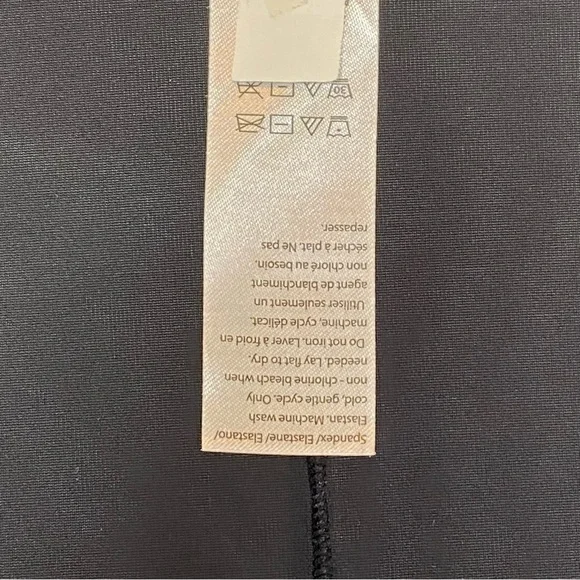 Spandex/ Elastane/ Elastano/
Elastan. Machine wash
cold, gentle cycle. Only
non - chlorine bleach when
needed. Lay flat to dry.
Do not iron. Laver à froid en
machine, cycle délicat.
Utiliser seulement un
agent de blanchiment
non chloré au besoin.
sécher à plat. Ne pas
repasser.
30